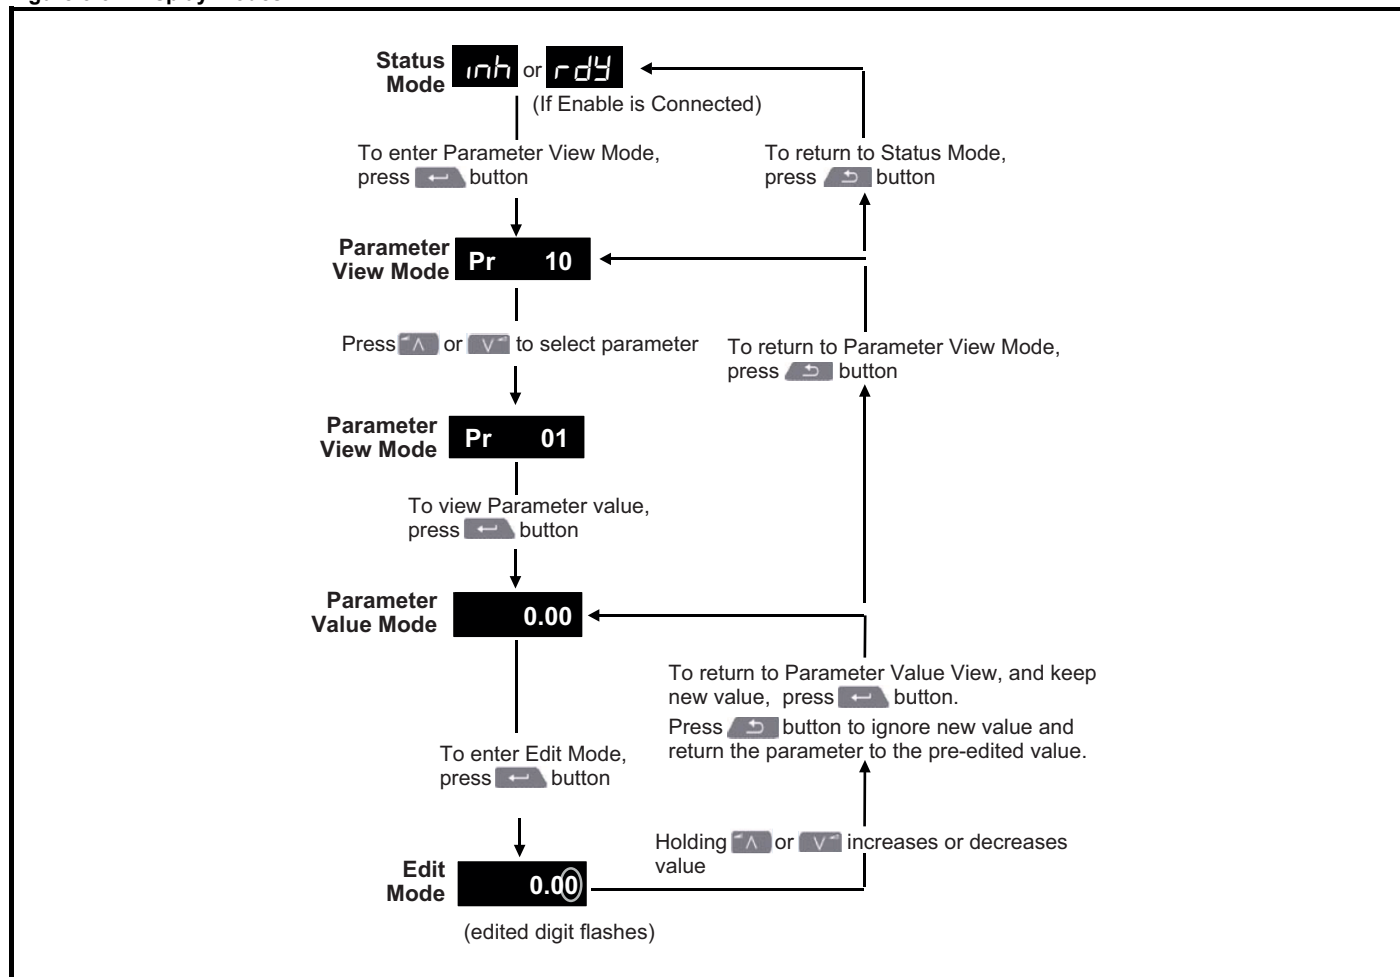 Status
Mode
inh or rdy
(If Enable is Connected)
To enter Parameter View Mode,
press button
To return to Status Mode,
press button
Parameter
View Mode
Pr 10
Press or to select parameter
To return to Parameter View Mode,
press button
Parameter
View Mode
Pr 01
To view Parameter value,
press button
Parameter
Value Mode
0.00
To return to Parameter Value View, and keep
new value, press button.
Press button to ignore new value and
return the parameter to the pre-edited value.
To enter Edit Mode,
press button
Holding or increases or decreases
value
Edit
Mode
0.00
(edited digit flashes)